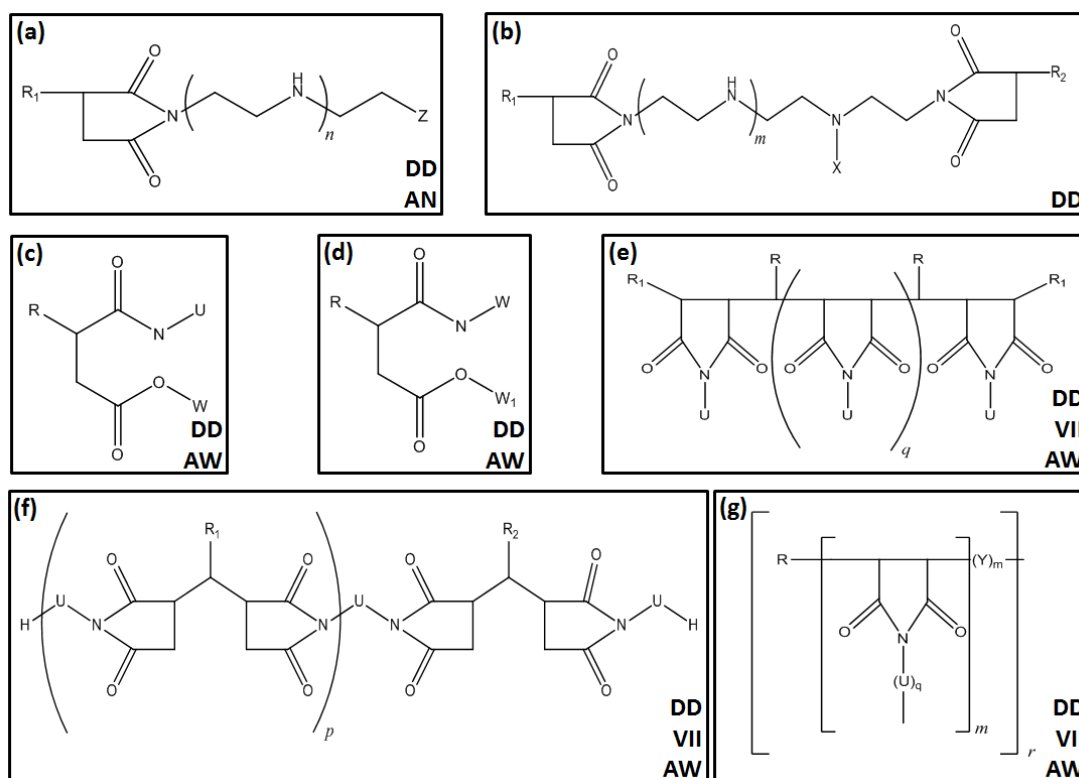 (a)
O
H
R1 N N
Z
n
O
DD
AN
(b)
O
H
O
R1 N N N N R2
m
X
O
O
DD
(c)
O
R N U
O W
O
DD
AW
(d)
O
R N W
O W1
O
DD
AW
(e)
R R
R1 R1
O O O O O O
N N N
U U U
q
DD
VII
AW
(f)
R1 R2
O O O O
H U N N U N N U H
O O O O
p
DD
VII
AW
(g)
R (Y)m
O O
N
(U)q
m
r
DD
VI
AW